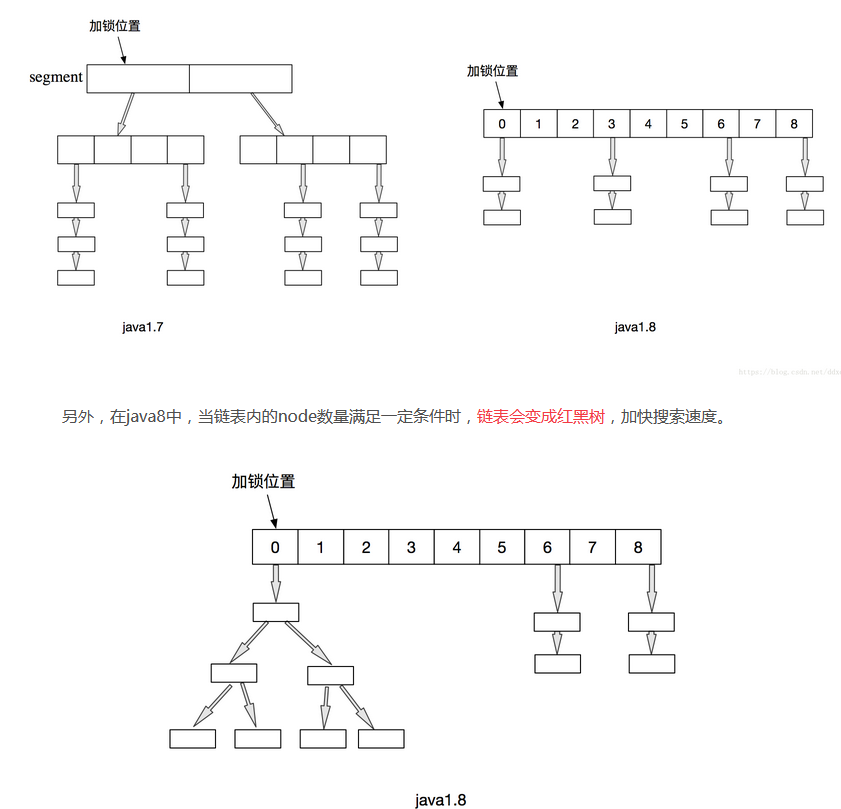 加锁位置
segment
加锁位置
0 1 2 3 4 5 6 7 8
java1.7
java1.8
https://blog.csdn.net/ddxu
另外，在java8中，当链表内的node数量满足一定条件时，链表会变成红黑树，加快搜索速度。
加锁位置
0 1 2 3 4 5 6 7 8
java1.8